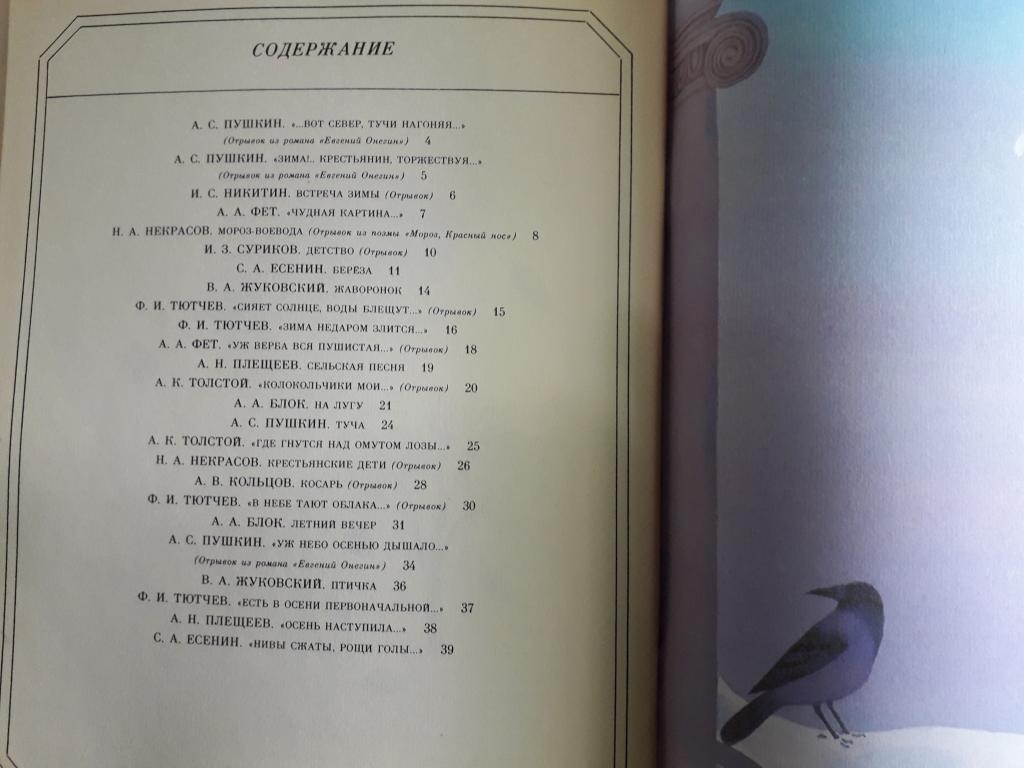 СОДЕРЖАНИЕ
А. С. ПУШКИН. «...ВОТ СЕВЕР, ТУЧИ НАГОНЯЯ...»
(Отрывок из романа «Евгений Онегин») 4
А. С. ПУШКИН. «ЗИМА!.. КРЕСТЬЯНИН, ТОРЖЕСТВУЯ...»
(Отрывок из романа «Евгений Онегин») 5
И. С. НИКИТИН. ВСТРЕЧА ЗИМЫ (Отрывок) 6
А. А. ФЕТ. «ЧУДНАЯ КАРТИНА...» 7
Н. А. НЕКРАСОВ. МОРОЗ-ВОЕВОДА (Отрывок из поэмы «Мороз, Красный нос») 8
И. З. СУРИКОВ. ДЕТСТВО (Отрывок) 10
С. А. ЕСЕНИН. БЕРЕЗА 11
В. А. ЖУКОВСКИЙ. ЖАВОРОНОК 14
Ф. И. ТЮТЧЕВ. «СИЯЕТ СОЛНЦЕ, ВОДЫ БЛЕЩУТ...» (Отрывок) 15
Ф. И. ТЮТЧЕВ. «ЗИМА НЕДАРОМ ЗЛИТСЯ...» 16
А. А. ФЕТ. «УЖ ВЕРБА ВСЯ ПУШИСТАЯ...» (Отрывок) 18
А. Н. ПЛЕЩЕЕВ. СЕЛЬСКАЯ ПЕСНЯ 19
А. К. ТОЛСТОЙ. «КОЛОКОЛЬЧИКИ МОИ...» (Отрывок) 20
А. А. БЛОК. НА ЛУГУ 21
А. С. ПУШКИН. ТУЧА 24
А. К. ТОЛСТОЙ. «ГДЕ ГНУТСЯ НАД ОМУТОМ ЛОЗЫ...» 25
Н. А. НЕКРАСОВ. КРЕСТЬЯНСКИЕ ДЕТИ (Отрывок) 26
А. В. КОЛЬЦОВ. КОСАРЬ (Отрывок) 28
Ф. И. ТЮТЧЕВ. «В НЕБЕ ТАЮТ ОБЛАКА...» (Отрывок) 30
А. А. БЛОК. ЛЕТНИЙ ВЕЧЕР 31
А. С. ПУШКИН. «УЖ НЕБО ОСЕНЬЮ ДЫШАЛО...»
(Отрывок из романа «Евгений Онегин») 34
В. А. ЖУКОВСКИЙ. ПТИЧКА 36
Ф. И. ТЮТЧЕВ. «ЕСТЬ В ОСЕНИ ПЕРВОНАЧАЛЬНОЙ...» 37
А. Н. ПЛЕЩЕЕВ. «ОСЕНЬ НАСТУПИЛА...» 38
С. А. ЕСЕНИН. «НИВЫ СЖАТЫ, РОЩИ ГОЛЫ...» 39